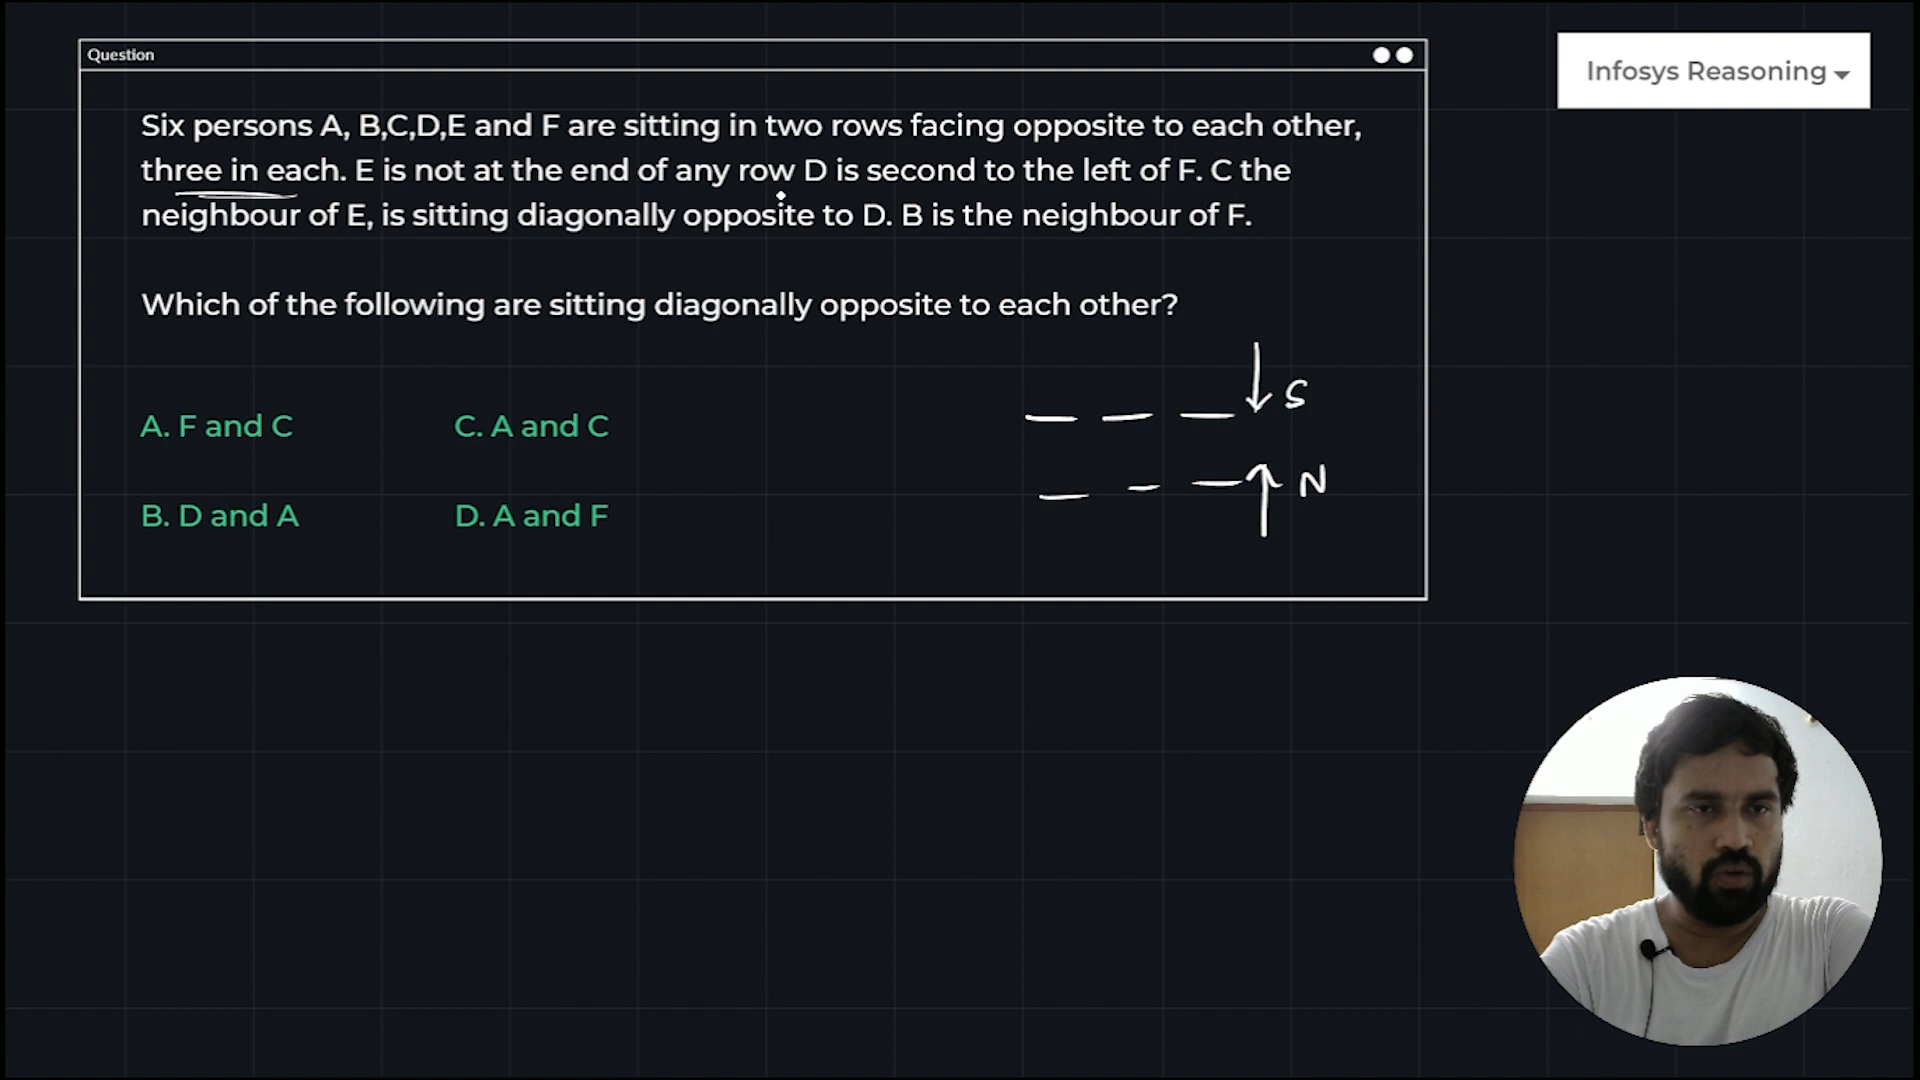 Question
Infosys Reasoning
Six persons A, B,C,D,E and F are sitting in two rows facing opposite to each other,
three in each. E is not at the end of any row D is second to the left of F. C the
neighbour of E, is sitting diagonally opposite to D. B is the neighbour of F.
Which of the following are sitting diagonally opposite to each other?
A. F and C
C. A and C
B. D and A
D. A and F
S
N